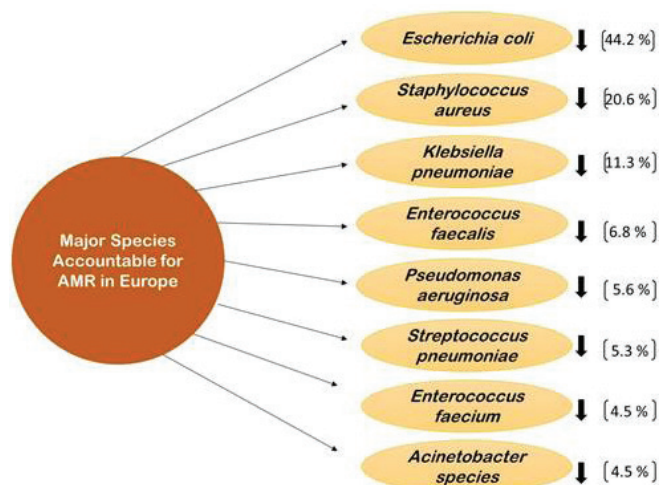 Major Species
Accountable for
AMR in Europe
Escherichia coli
(44.2 %)
Staphylococcus
aureus
(20.6 %)
Klebsiella
pneumoniae
(11.3 %)
Enterococcus
faecalis
(6.8 %)
Pseudomonas
aeruginosa
(5.6 %)
Streptococcus
pneumoniae
(5.3 %)
Enterococcus
faecium
(4.5 %)
Acinetobacter
species
(4.5 %)